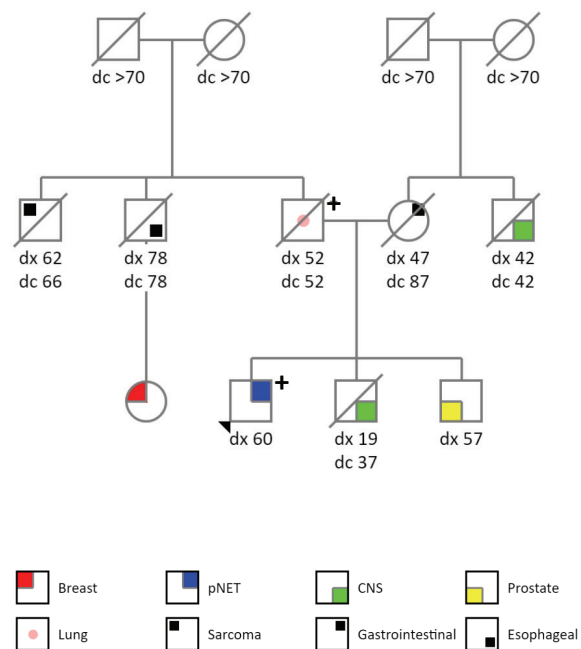 dc >70 dc >70 dc >70 dc >70
+
dx 62 dx 78 dx 52 dx 47 dx 42
dc 66 dc 78 dc 52 dc 87 dc 42
+
dx 60 dx 19 dx 57
dc 37
Breast pNET CNS Prostate
Lung Sarcoma Gastrointestinal Esophageal